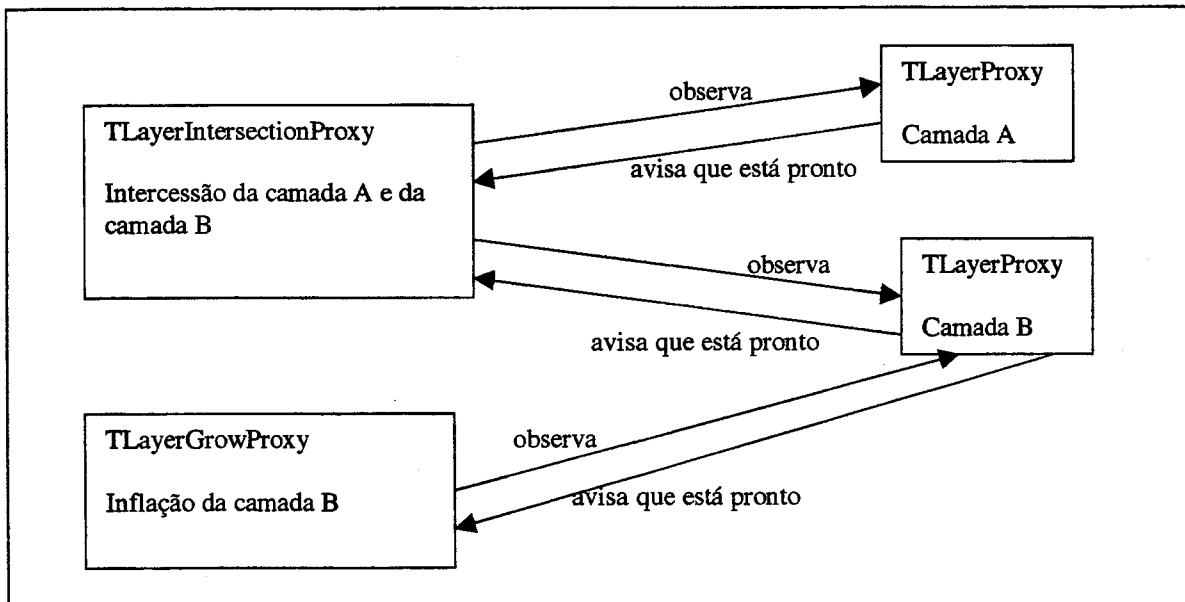 TLayerProxy
Camada A
observa
avisa que está pronto
TLayerIntersectionProxy
Intercessão da camada A e da
camada B
observa
avisa que está pronto
TLayerProxy
Camada B
TLayerGrowProxy
Inflação da camada B
observa
avisa que está pronto